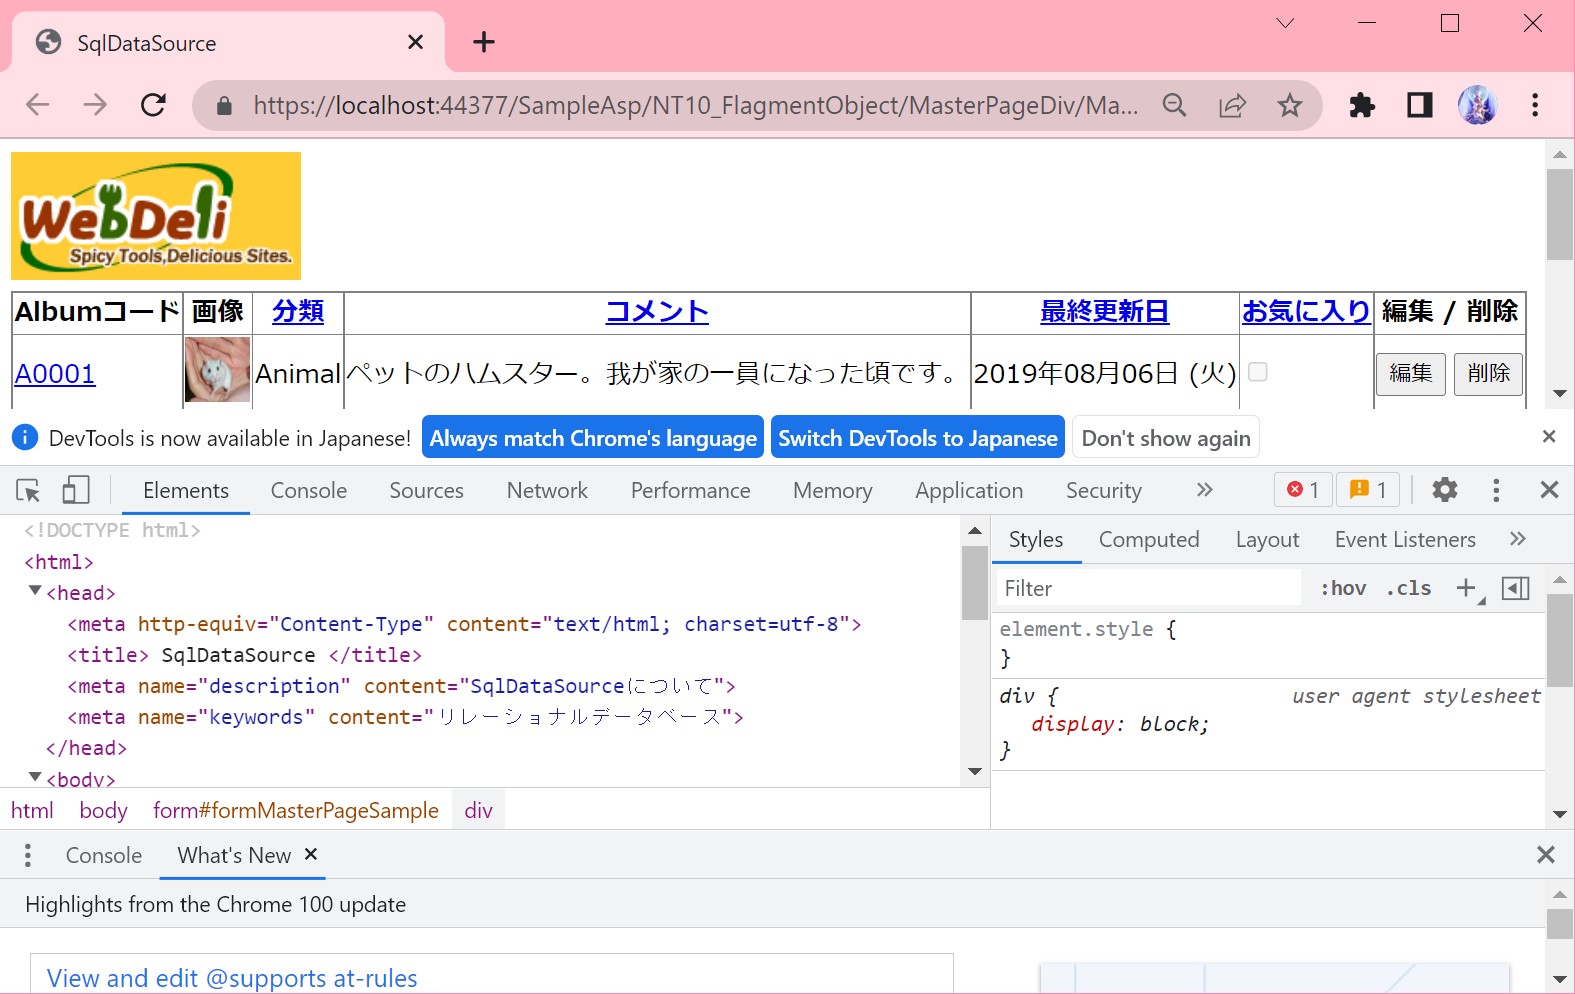 SqlDataSource
https://localhost:44377/SampleAsp/NT10_FlagmentObject/MasterPageDiv/Ma...
WebDeli
Spicy Tools,Delicious Sites.
Albumコード 画像 分類 コメント 最終更新日 お気に入り 編集 / 削除
A0001 Animal ペットのハムスター。我が家の一員になった頃です。 2019年08月06日 (火) 編集 削除
DevTools is now available in Japanese! Always match Chrome's language Switch DevTools to Japanese Don't show again
Elements Console Sources Network Performance Memory Application Security 1 1
<!DOCTYPE html>
<html>
<head>
<meta http-equiv="Content-Type" content="text/html; charset=utf-8">
<title> SqlDataSource </title>
<meta name="description" content="SqlDataSourceについて">
<meta name="keywords" content="リレーショナルデータベース">
</head>
<body>
html body form#formMasterPageSample div
Styles Computed Layout Event Listeners
Filter :hov .cls
element.style {
}
div { user agent stylesheet
display: block;
}
Console What's New
Highlights from the Chrome 100 update
View and edit @supports at-rules